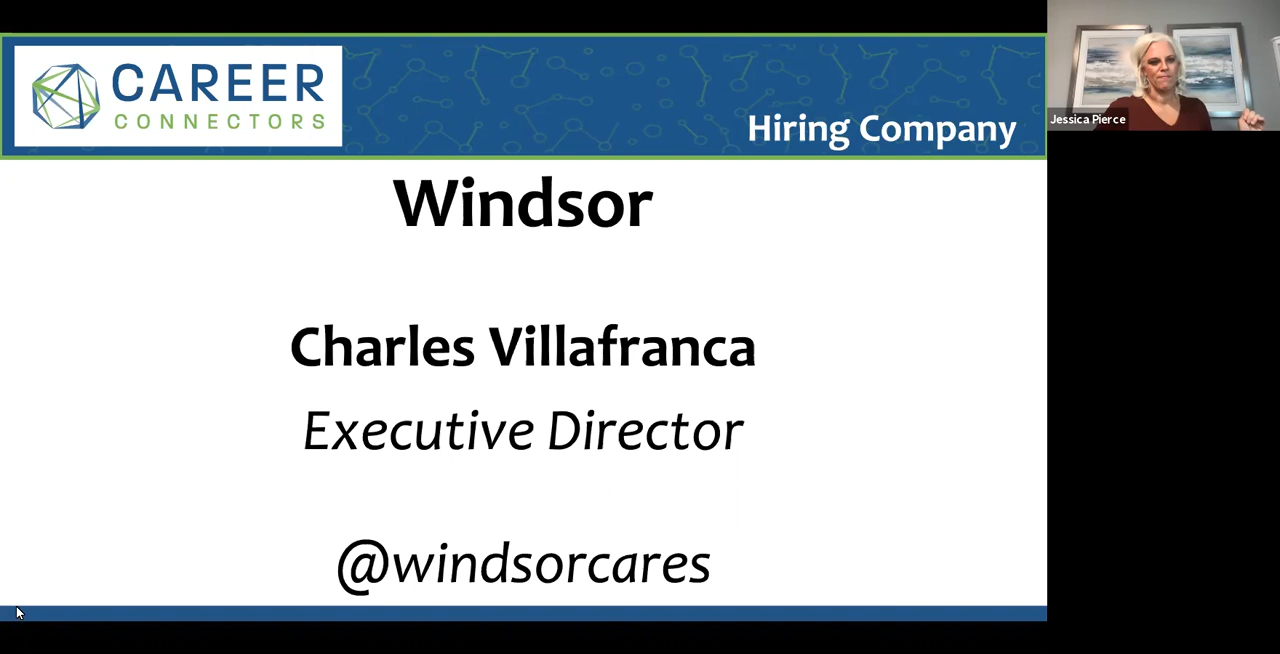 CAREER
CONNECTORS
Hiring Company
Jessica Pierce
Windsor
Charles Villafranca
Executive Director
@windsorcares